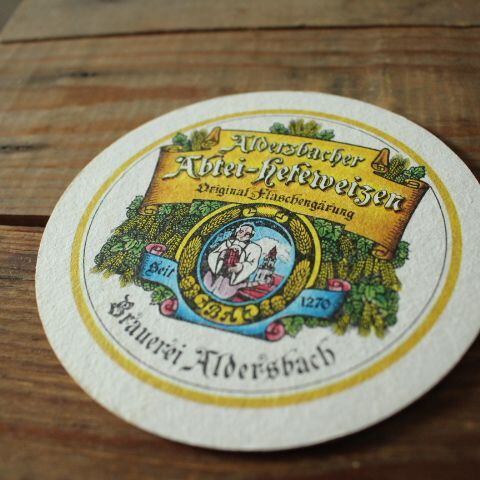 Aldersbacher
Abtei-Hefeweizen
Original Flaschengärung
Seit 1270
Brauerei Aldersbach